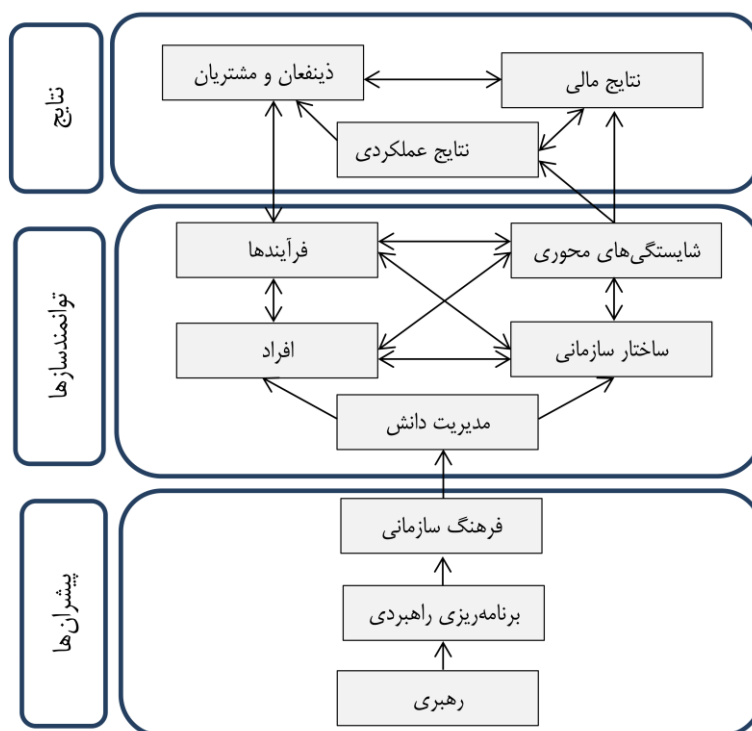 نتایج
ذینفعان و مشتریان
نتایج مالی
نتایج عملکردی
توانمندسازها
فرآیندها
شایستگی‌های محوری
افراد
ساختار سازمانی
مدیریت دانش
پیشران‌ها
فرهنگ سازمانی
برنامه‌ریزی راهبردی
رهبری